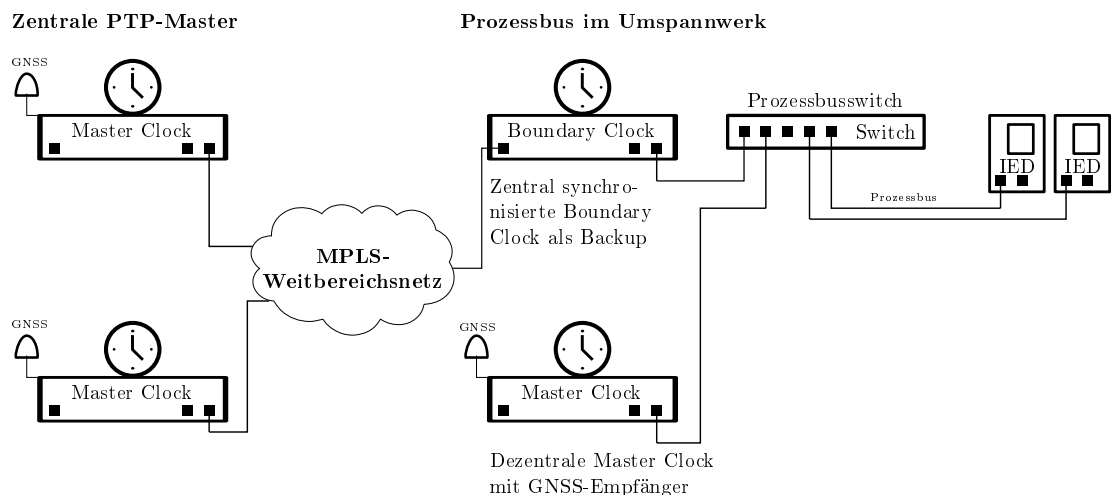 Zentrale PTP-Master
Prozessbus im Umspannwerk
GNSS
Master Clock
Boundary Clock
Prozessbusswitch
Switch
IED
IED
Zentral synchro-
nisierte Boundary
Clock als Backup
Prozessbus
MPLS-
Weitbereichsnetz
GNSS
Master Clock
GNSS
Master Clock
Dezentrale Master Clock
mit GNSS-Empfänger